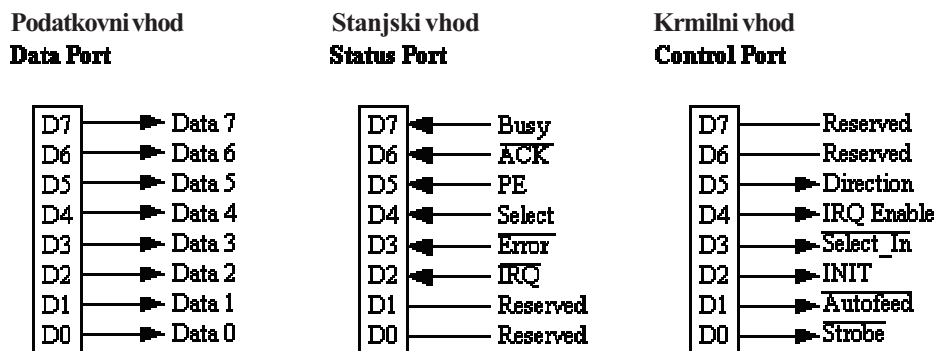 Podatkovni vhod Stanjski vhod Krmilni vhod
Data Port Status Port Control Port
D7 Data 7 D7 Busy D7 Reserved
D6 Data 6 D6 ACK D6 Reserved
D5 Data 5 D5 PE D5 Direction
D4 Data 4 D4 Select D4 IRQ Enable
D3 Data 3 D3 Error D3 Select_In
D2 Data 2 D2 IRQ D2 INIT
D1 Data 1 D1 Reserved D1 Autofeed
D0 Data 0 D0 Reserved D0 Strobe